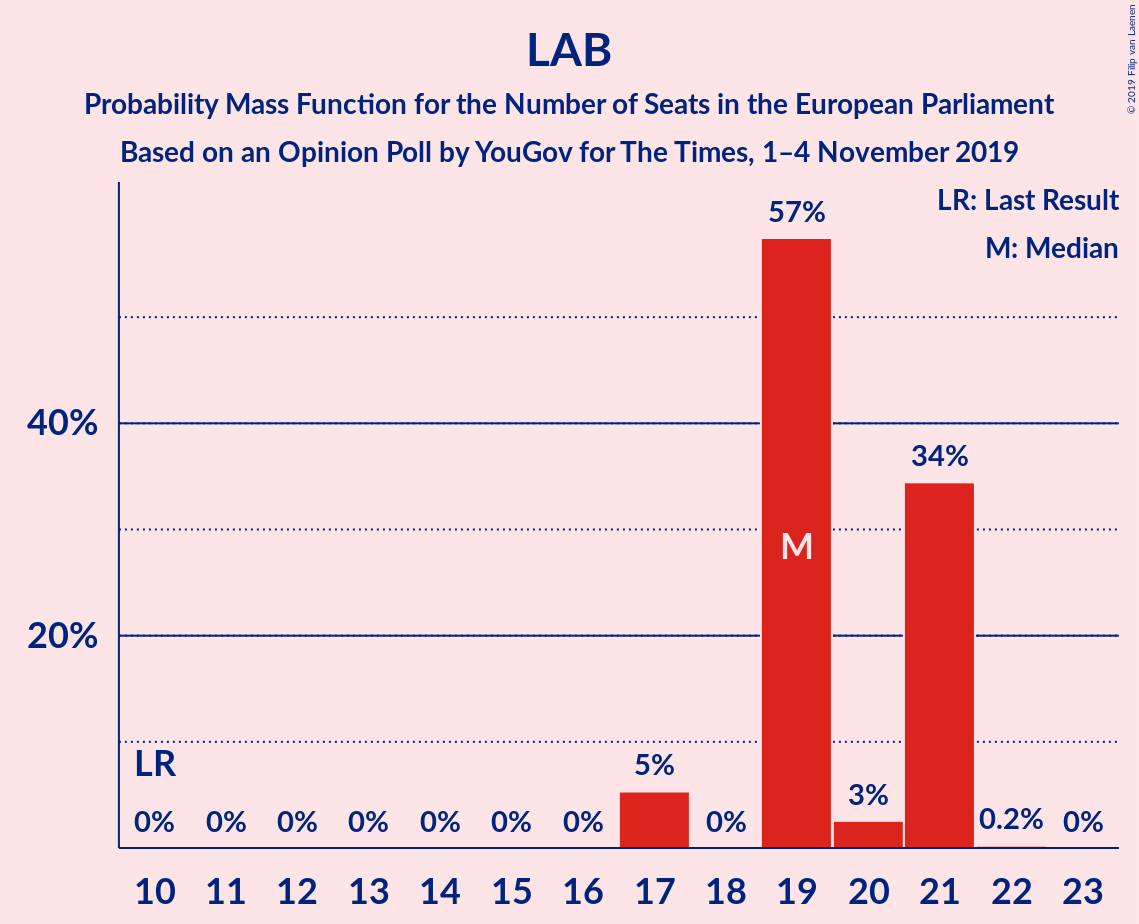 © 2019 Filip van Laenen
LAB
Probability Mass Function for the Number of Seats in the European Parliament
Based on an Opinion Poll by YouGov for The Times, 1–4 November 2019
LR: Last Result
M: Median
57%
40%
34%
M
20%
LR
5%
3%
0% 0% 0% 0% 0% 0% 0% 0% 0.2% 0%
10 11 12 13 14 15 16 17 18 19 20 21 22 23